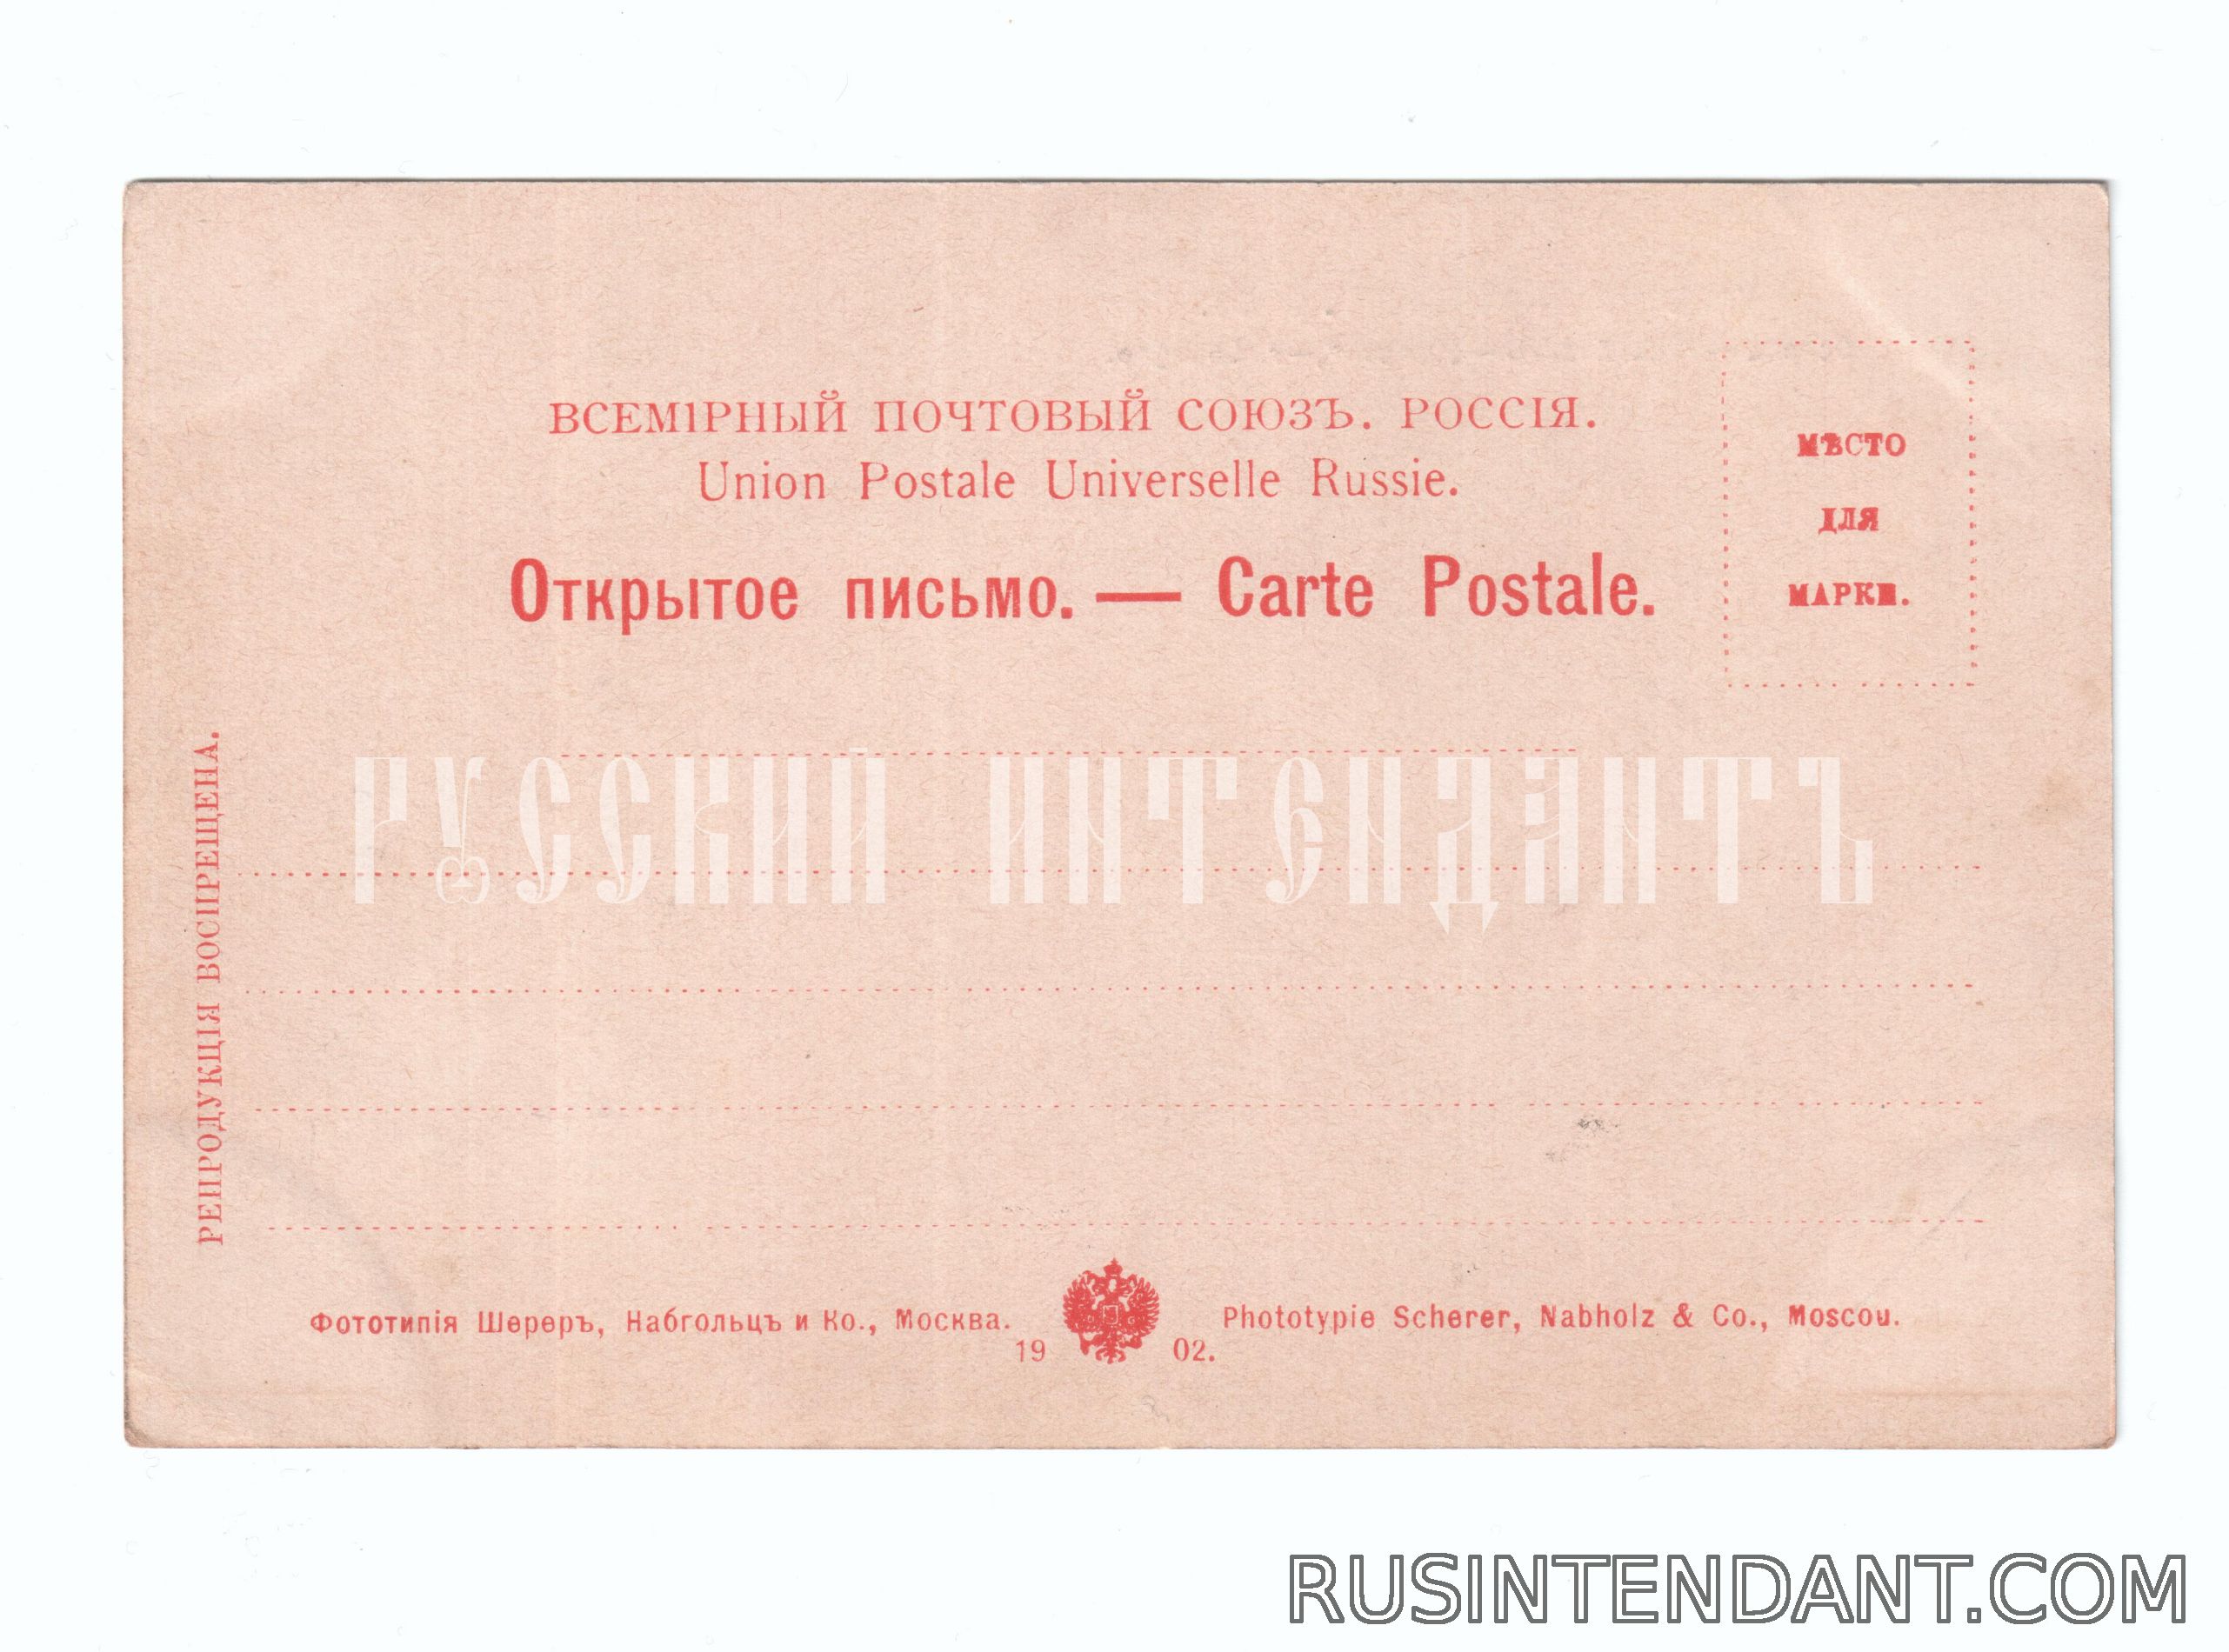 ВСЕМІРНЫЙ ПОЧТОВЫЙ СОЮЗЪ. РОССІЯ.
Union Postale Universelle Russie.
Открытое письмо. — Carte Postale.
МѢСТО
ДЛЯ
МАРКИ.
РЕПРОДУКЦІЯ ВОСПРЕЩЕНА.
РУССКИЙ ИНТЕНДАНТЪ
Фототипія Шереръ, Набгольцъ и Ко., Москва.
Phototypie Scherer, Nabholz & Co., Moscou.
19 02.
RUSINTENDANT.COM